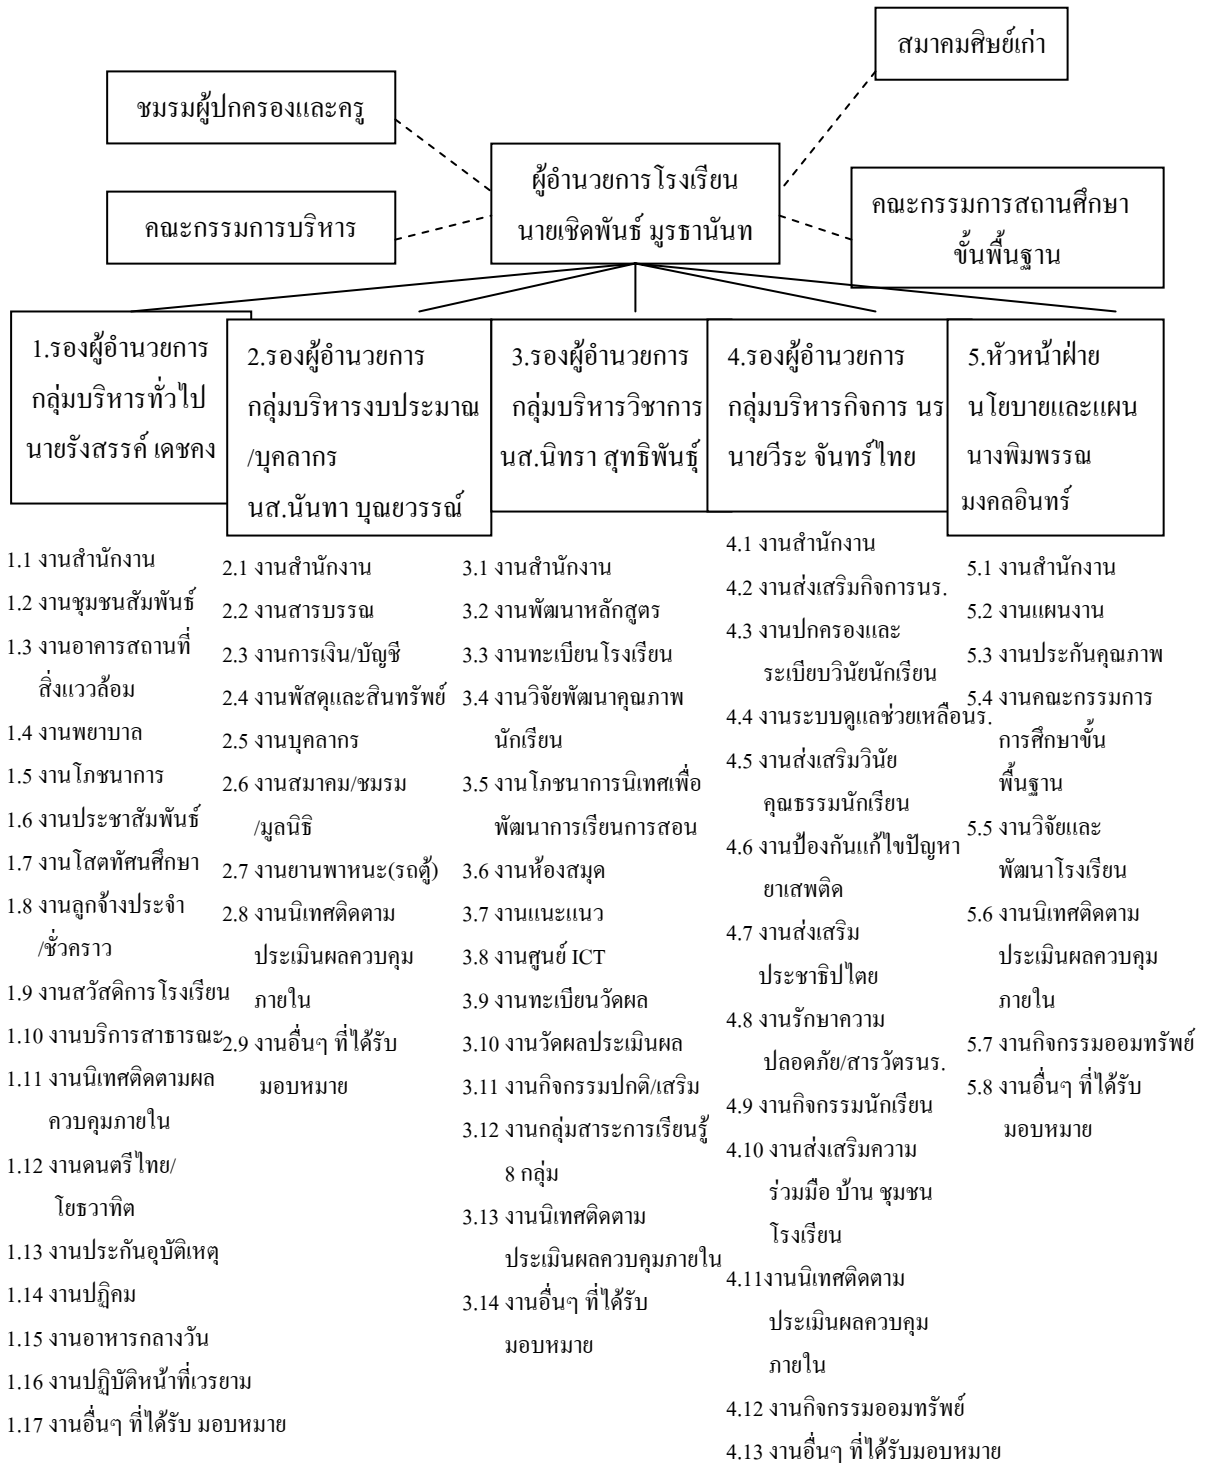 สมาคมศิษย์เก่า
ชมรมผู้ปกครองและครู
ผู้อำนวยการโรงเรียน
นายเชิดพันธ์ มูรธานันท
คณะกรรมการบริหาร
คณะกรรมการสถานศึกษา
ขั้นพื้นฐาน
1.รองผู้อำนวยการ
กลุ่มบริหารทั่วไป
นายรังสรรค์ เดชคง
2.รองผู้อำนวยการ
กลุ่มบริหารงบประมาณ
/บุคลากร
นส.นันทา บุณยวรรณ์
3.รองผู้อำนวยการ
กลุ่มบริหารวิชาการ
นส.นิทรา สุทธิพันธุ์
4.รองผู้อำนวยการ
กลุ่มบริหารกิจการ นร
นายวีระ จันทร์ไทย
5.หัวหน้าฝ่าย
นโยบายและแผน
นางพิมพรรณ
มงคลอินทร์
1.1 งานสำนักงาน
1.2 งานชุมชนสัมพันธ์
1.3 งานอาคารสถานที่
สิ่งแววล้อม
1.4 งานพยาบาล
1.5 งานโภชนาการ
1.6 งานประชาสัมพันธ์
1.7 งานโสตทัศนศึกษา
1.8 งานลูกจ้างประจำ
/ชั่วคราว
1.9 งานสวัสดิการโรงเรียน
1.10 งานบริการสาธารณะ
1.11 งานนิเทศติดตามผล
ควบคุมภายใน
1.12 งานดนตรีไทย/
โยธวาทิต
1.13 งานประกันอุบัติเหตุ
1.14 งานปฏิคม
1.15 งานอาหารกลางวัน
1.16 งานปฏิบัติหน้าที่เวรยาม
1.17 งานอื่นๆ ที่ได้รับ มอบหมาย
2.1 งานสำนักงาน
2.2 งานสารบรรณ
2.3 งานการเงิน/บัญชี
2.4 งานพัสดุและสินทรัพย์
2.5 งานบุคลากร
2.6 งานสมาคม/ชมรม
/มูลนิธิ
2.7 งานยานพาหนะ(รถตู้)
2.8 งานนิเทศติดตาม
ประเมินผลควบคุม
ภายใน
2.9 งานอื่นๆ ที่ได้รับ
มอบหมาย
3.1 งานสำนักงาน
3.2 งานพัฒนาหลักสูตร
3.3 งานทะเบียนโรงเรียน
3.4 งานวิจัยพัฒนาคุณภาพ
นักเรียน
3.5 งานโภชนาการนิเทศเพื่อ
พัฒนาการเรียนการสอน
3.6 งานห้องสมุด
3.7 งานแนะแนว
3.8 งานศูนย์ ICT
3.9 งานทะเบียนวัดผล
3.10 งานวัดผลประเมินผล
3.11 งานกิจกรรมปกติ/เสริม
3.12 งานกลุ่มสาระการเรียนรู้
8 กลุ่ม
3.13 งานนิเทศติดตาม
ประเมินผลควบคุมภายใน
3.14 งานอื่นๆ ที่ได้รับ
มอบหมาย
4.1 งานสำนักงาน
4.2 งานส่งเสริมกิจการนร.
4.3 งานปกครองและ
ระเบียบวินัยนักเรียน
4.4 งานระบบดูแลช่วยเหลือนร.
4.5 งานส่งเสริมวินัย
คุณธรรมนักเรียน
4.6 งานป้องกันแก้ไขปัญหา
ยาเสพติด
4.7 งานส่งเสริม
ประชาธิปไตย
4.8 งานรักษาความ
ปลอดภัย/สารวัตรนร.
4.9 งานกิจกรรมนักเรียน
4.10 งานส่งเสริมความ
ร่วมมือ บ้าน ชุมชน
โรงเรียน
4.11งานนิเทศติดตาม
ประเมินผลควบคุม
ภายใน
4.12 งานกิจกรรมออมทรัพย์
4.13 งานอื่นๆ ที่ได้รับมอบหมาย
5.1 งานสำนักงาน
5.2 งานแผนงาน
5.3 งานประกันคุณภาพ
5.4 งานคณะกรรมการ
การศึกษาขั้น
พื้นฐาน
5.5 งานวิจัยและ
พัฒนาโรงเรียน
5.6 งานนิเทศติดตาม
ประเมินผลควบคุม
ภายใน
5.7 งานกิจกรรมออมทรัพย์
5.8 งานอื่นๆ ที่ได้รับ
มอบหมาย